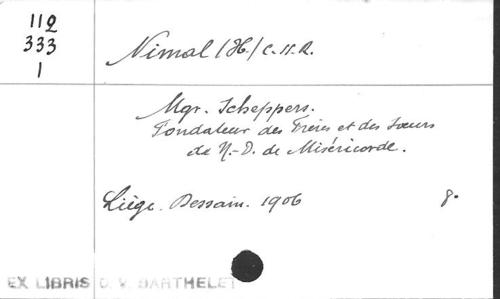 112
333
1
Nimal (H.) C.ss.R.
Mgr. Scheppers.
Fondateur des Frères et des Soeurs
de N.-D. de Miséricorde.
Liège. Dessain. 1906 8°
EX LIBRIS D. V. BARTHELET